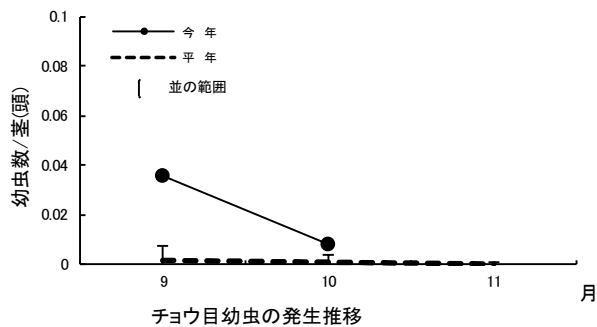 0.1
0.08
0.06
0.04
0.02
0
幼虫数/茎(頭)
今 年
平 年
並の範囲
9 10 11
月
チョウ目幼虫の発生推移